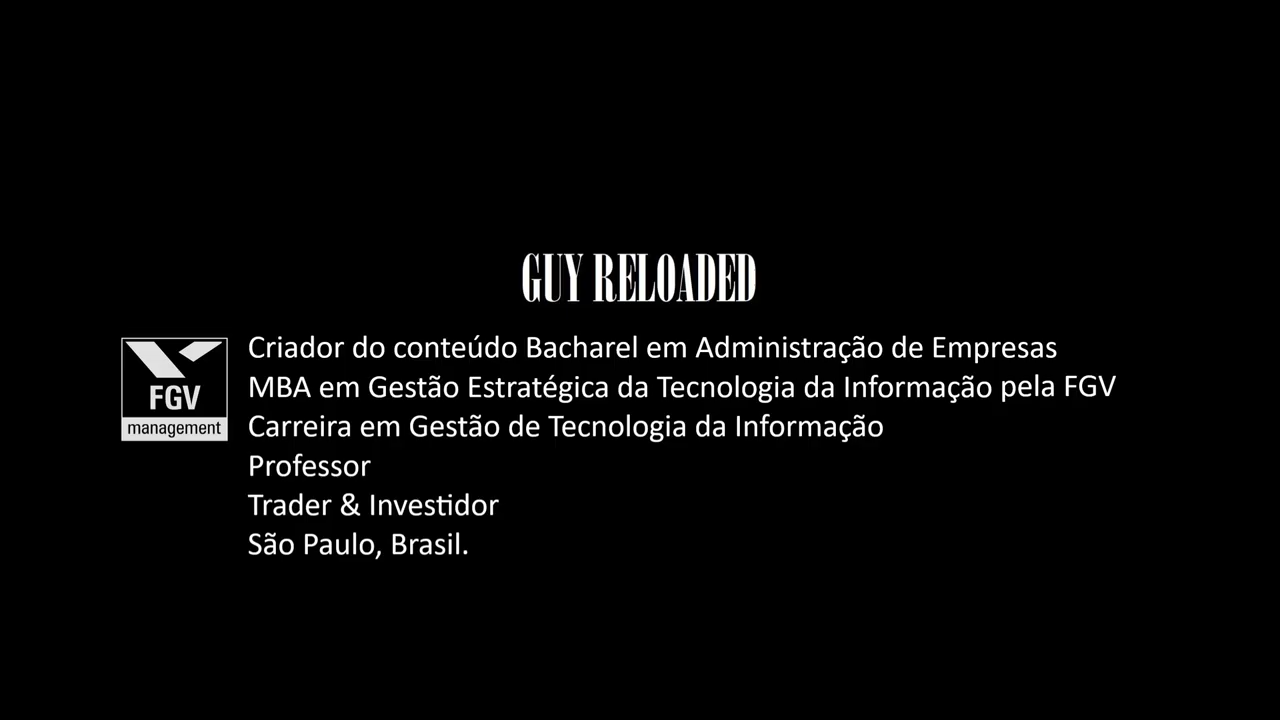 GUY RELOADED
Criador do conteúdo Bacharel em Administração de Empresas
MBA em Gestão Estratégica da Tecnologia da Informação pela FGV
Carreira em Gestão de Tecnologia da Informação
Professor
Trader & Investidor
São Paulo, Brasil.
FGV
management